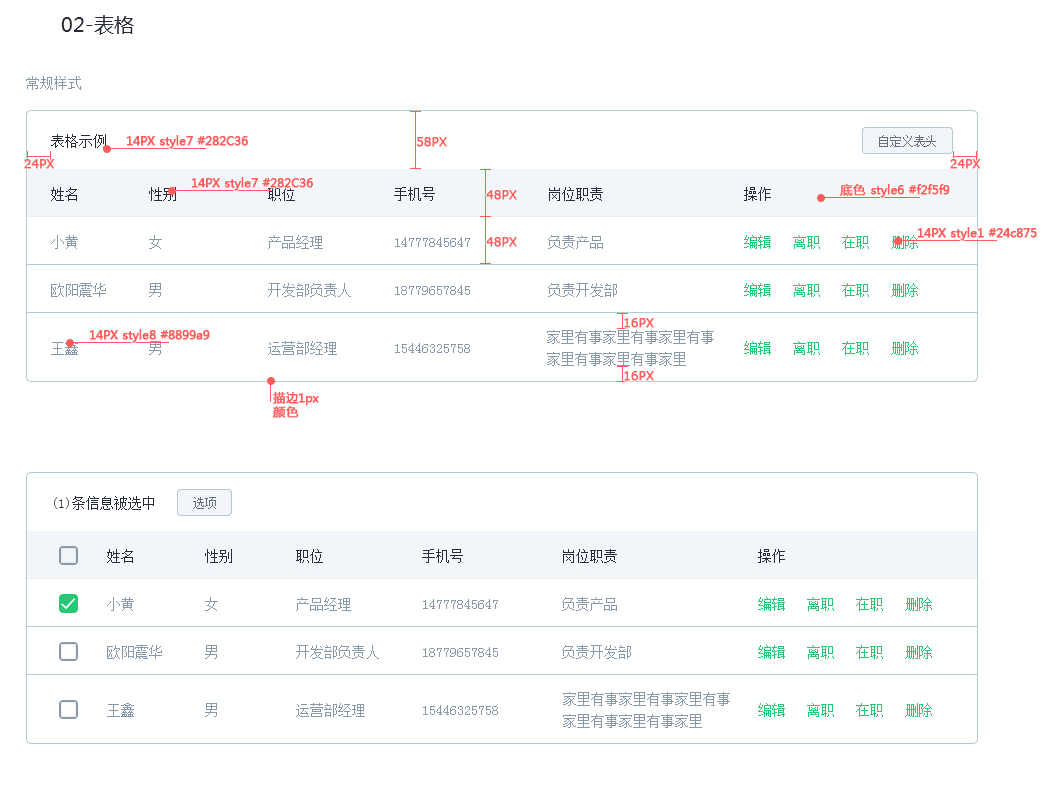 02-表格
常规样式
表格示例
14PX style7 #282C36
58PX
自定义表头
24PX
24PX
姓名 性别 职位 手机号 岗位职责 操作
14PX style7 #282C36
48PX
底色 style6 #f2f5f9
小黄 女 产品经理 14777845647 负责产品 编辑 离职 在职 删除
48PX
14PX style1 #24c875
欧阳震华 男 开发部负责人 18779657845 负责开发部 编辑 离职 在职 删除
16PX
14PX style8 #8899a9
王鑫 男 运营部经理 15446325758 家里有事家里有事家里有事 编辑 离职 在职 删除
家里有事家里有事家里
16PX
描边1px
颜色
(1)条信息被选中 选项
姓名 性别 职位 手机号 岗位职责 操作
小黄 女 产品经理 14777845647 负责产品 编辑 离职 在职 删除
欧阳震华 男 开发部负责人 18779657845 负责开发部 编辑 离职 在职 删除
王鑫 男 运营部经理 15446325758 家里有事家里有事家里有事 编辑 离职 在职 删除
家里有事家里有事家里